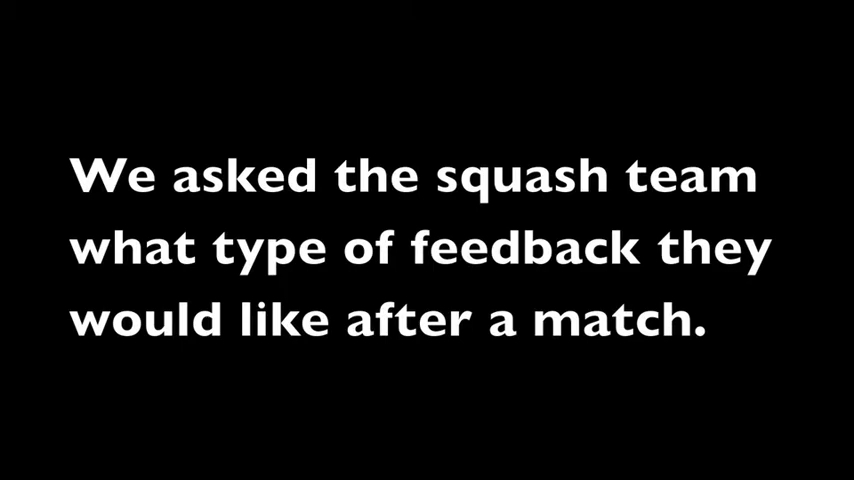 We asked the squash team
what type of feedback they
would like after a match.